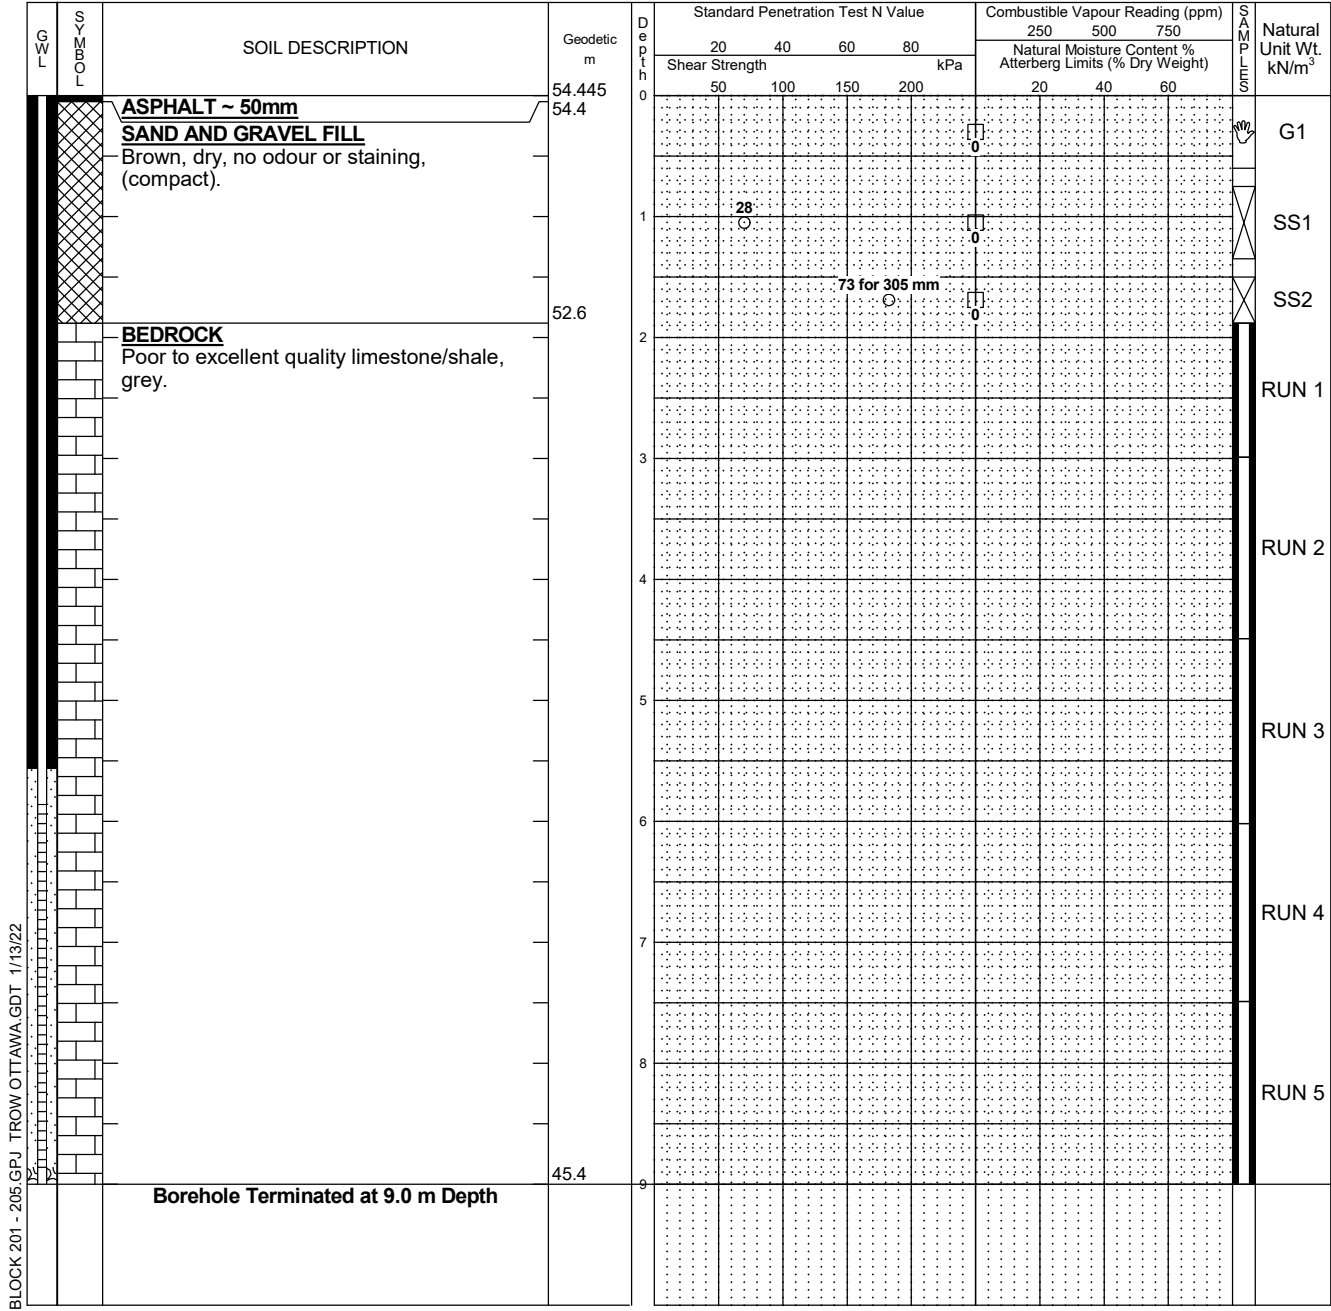 GWL
SYMBOL
SOIL DESCRIPTION
Geodetic
m
54.445
Depth
Standard Penetration Test N Value
20 40 60 80
Shear Strength kPa
50 100 150 200
Combustible Vapour Reading (ppm)
250 500 750
Natural Moisture Content %
Atterberg Limits (% Dry Weight)
20 40 60
SAMPLES
Natural
Unit Wt.
kN/m³
0
ASPHALT ~ 50mm
54.4
SAND AND GRAVEL FILL
Brown, dry, no odour or staining,
(compact).
0
G1
1
28
0
SS1
73 for 305 mm
0
SS2
52.6
BEDROCK
Poor to excellent quality limestone/shale,
grey.
2
RUN 1
3
RUN 2
4
5
RUN 3
6
RUN 4
7
8
RUN 5
45.4
9
Borehole Terminated at 9.0 m Depth
BLOCK 201 - 205.GPJ TROW OTTAWA.GDT 1/13/22